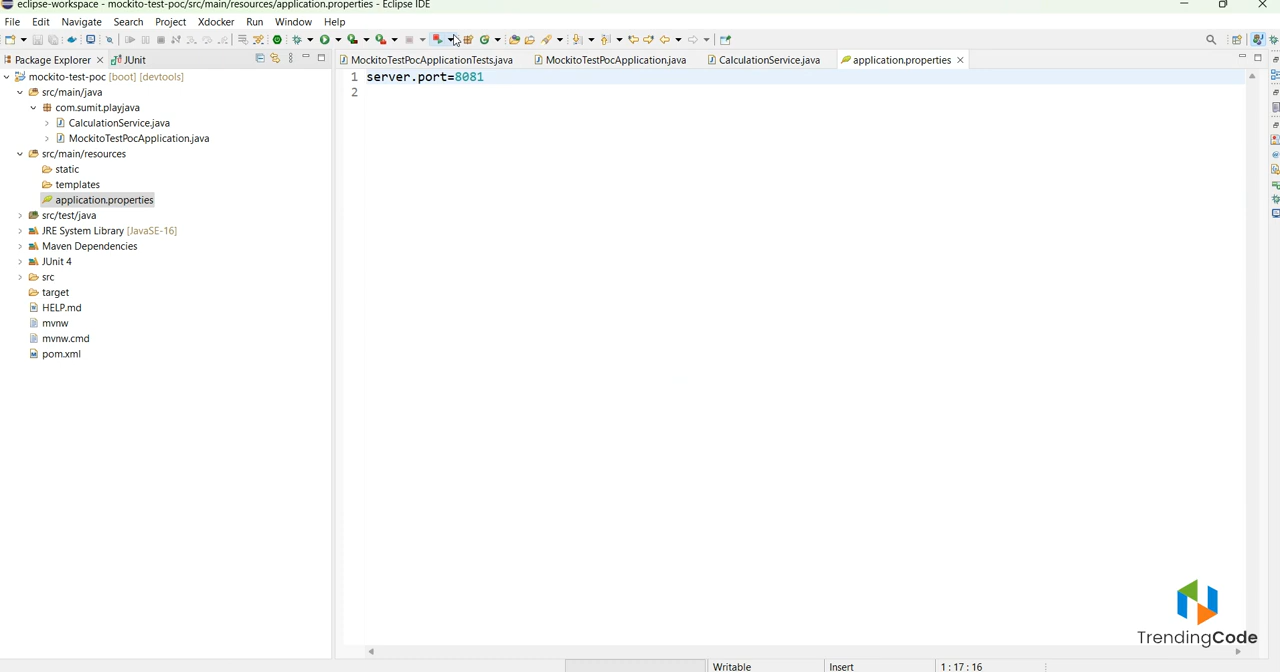 eclipse-workspace - mockito-test-poc/src/main/resources/application.properties - Eclipse IDE
File Edit Navigate Search Project Xdocker Run Window Help
Package Explorer JUnit
MockitoTestPocApplicationTests.java MockitoTestPocApplication.java CalculationService.java application.properties
mockito-test-poc [boot] [devtools]
src/main/java
com.sumit.playjava
CalculationService.java
MockitoTestPocApplication.java
src/main/resources
static
templates
application.properties
src/test/java
JRE System Library [JavaSE-16]
Maven Dependencies
JUnit 4
src
target
HELP.md
mvnw
mvnw.cmd
pom.xml
1 server.port=8081
2
TrendingCode
Writable Insert 1 : 17 : 16